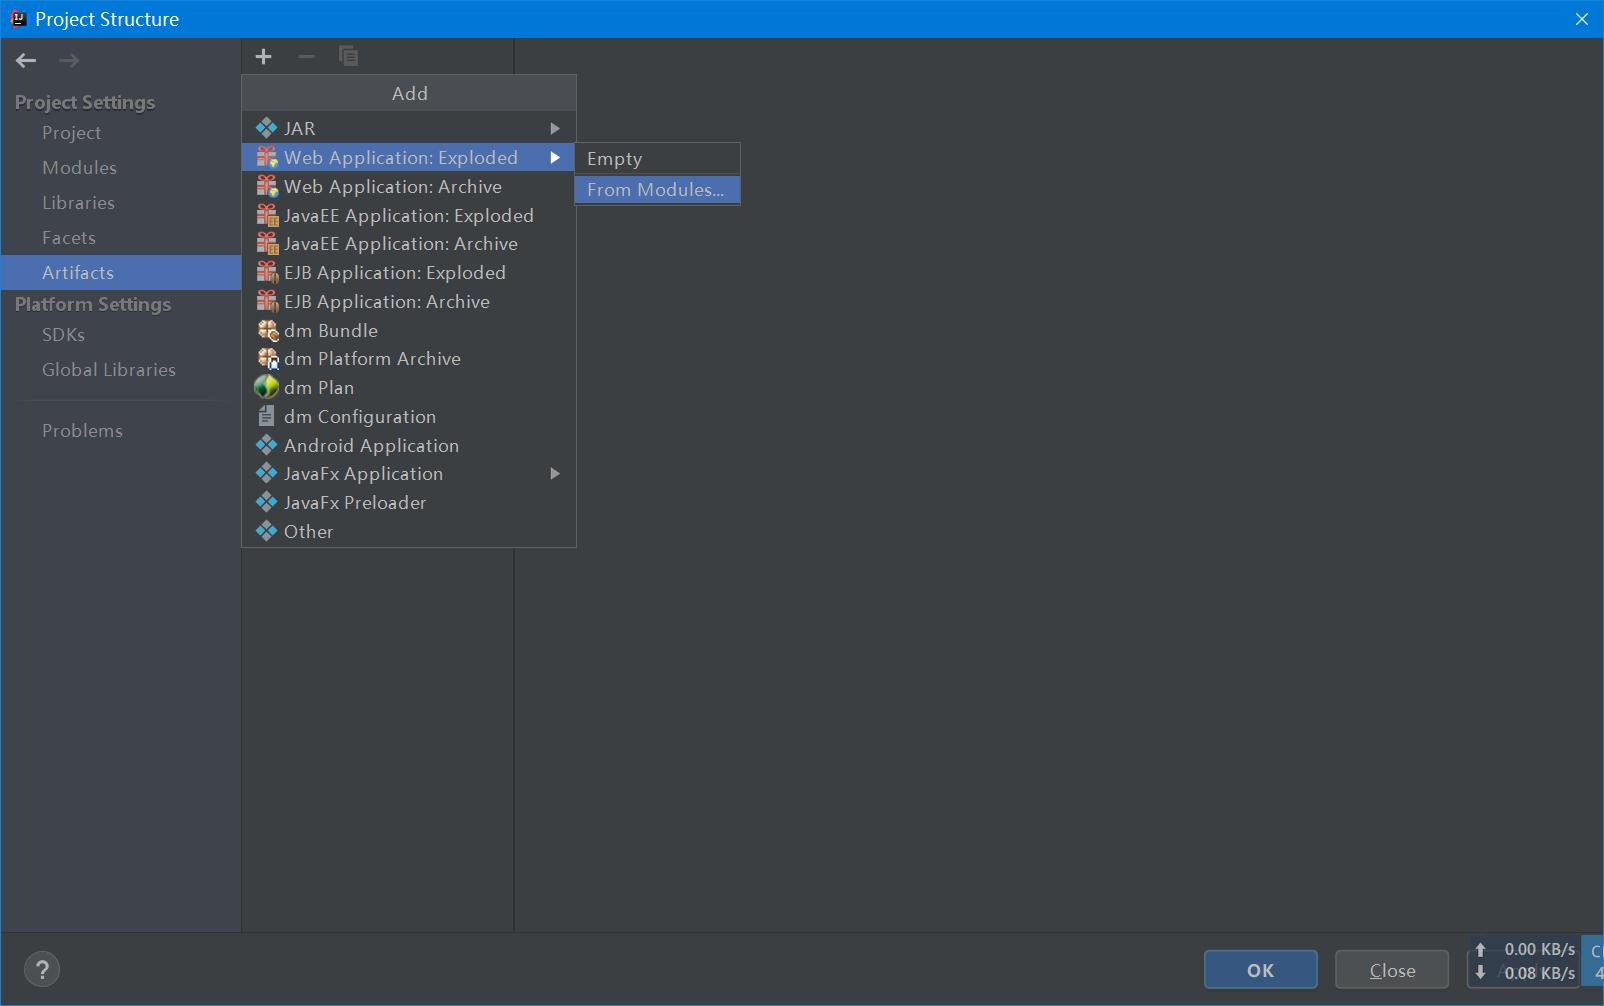 Project Structure
Project Settings
Project
Modules
Libraries
Facets
Artifacts
Platform Settings
SDKs
Global Libraries
Problems
Add
JAR
Web Application: Exploded
Web Application: Archive
JavaEE Application: Exploded
JavaEE Application: Archive
EJB Application: Exploded
EJB Application: Archive
dm Bundle
dm Platform Archive
dm Plan
dm Configuration
Android Application
JavaFx Application
JavaFx Preloader
Other
Empty
From Modules...
?
OK
Close
0.00 KB/s
0.08 KB/s